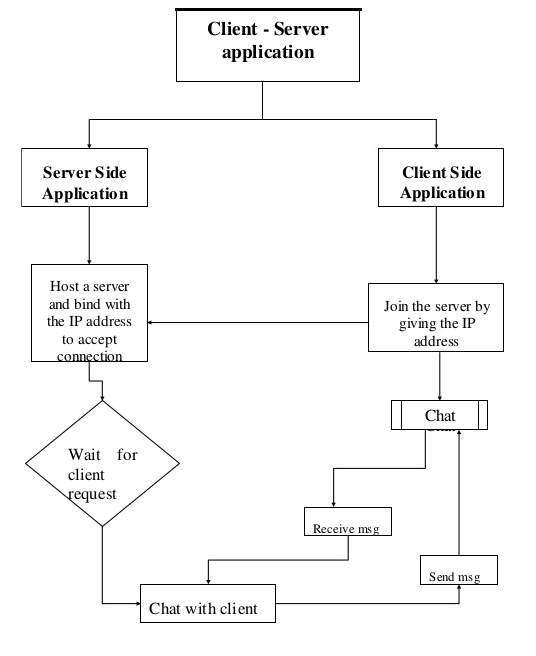 Client - Server
application
Server Side
Application
Client Side
Application
Host a server
and bind with
the IP address
to accept
connection
Join the server by
giving the IP
address
Chat
Wait for
client
request
Receive msg
Send msg
Chat with client